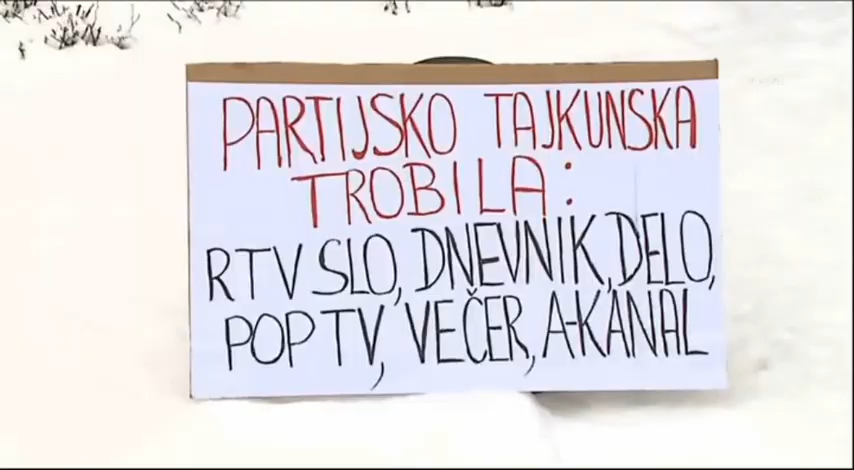 PARTIJSKO TAJKUNSKA
TROBILA:
RTV SLO, DNEVNIK, DELO,
POP TV, VEČER, A-KANAL